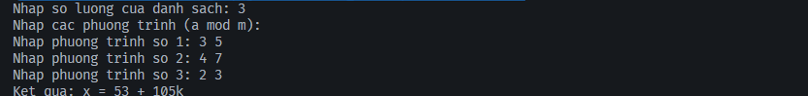 Nhap so luong cua danh sach: 3
Nhap cac phuong trinh (a mod m):
Nhap phuong trinh so 1: 3 5
Nhap phuong trinh so 2: 4 7
Nhap phuong trinh so 3: 2 3
Ket qua: x = 53 + 105k